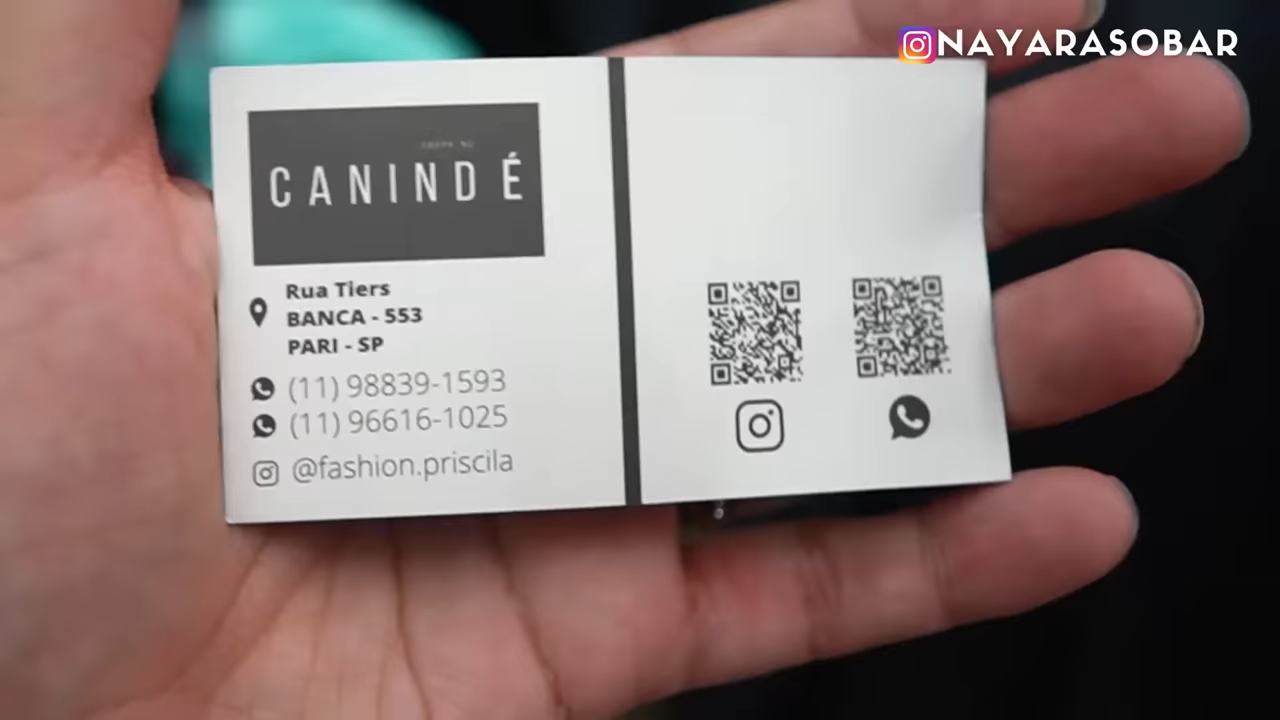 NAYARASOBAR
CANINDÉ
Rua Tiers
BANCA - 553
PARI - SP
(11) 98839-1593
(11) 96616-1025
@fashion.priscila